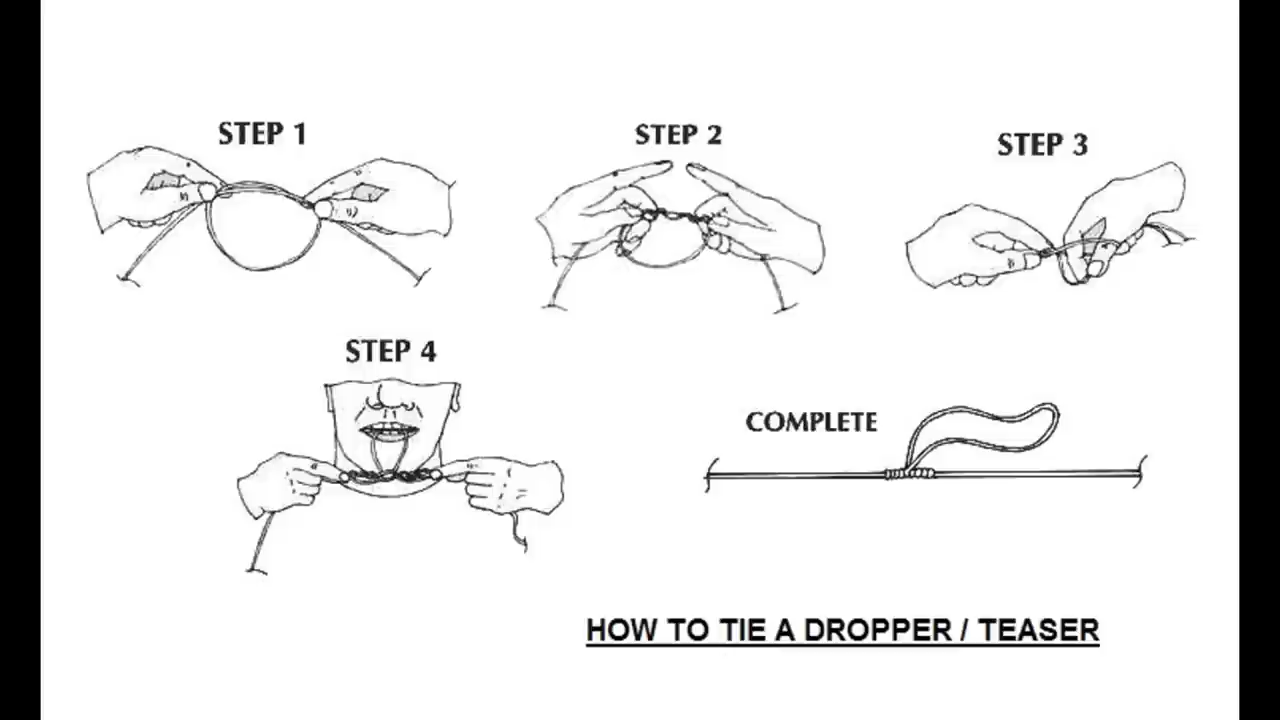 STEP 1
STEP 2
STEP 3
STEP 4
COMPLETE
HOW TO TIE A DROPPER / TEASER